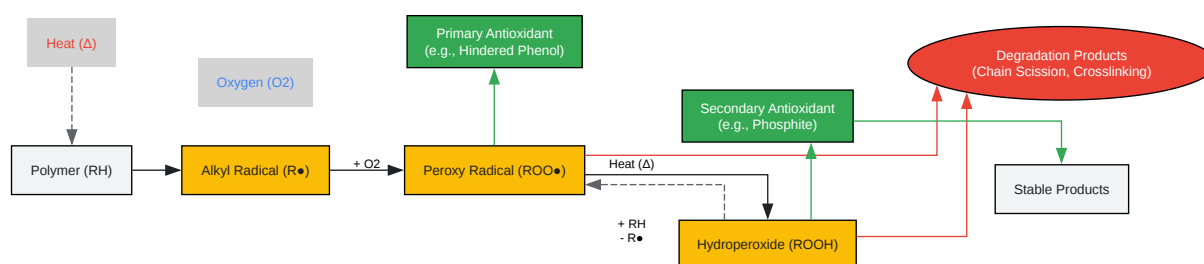 Heat (Δ)
Oxygen (O2)
Primary Antioxidant
(e.g., Hindered Phenol)
Degradation Products
(Chain Scission, Crosslinking)
Secondary Antioxidant
(e.g., Phosphite)
Polymer (RH)
Alkyl Radical (R●)
+ O2
Peroxy Radical (ROO●)
Heat (Δ)
Stable Products
+ RH
- R●
Hydroperoxide (ROOH)